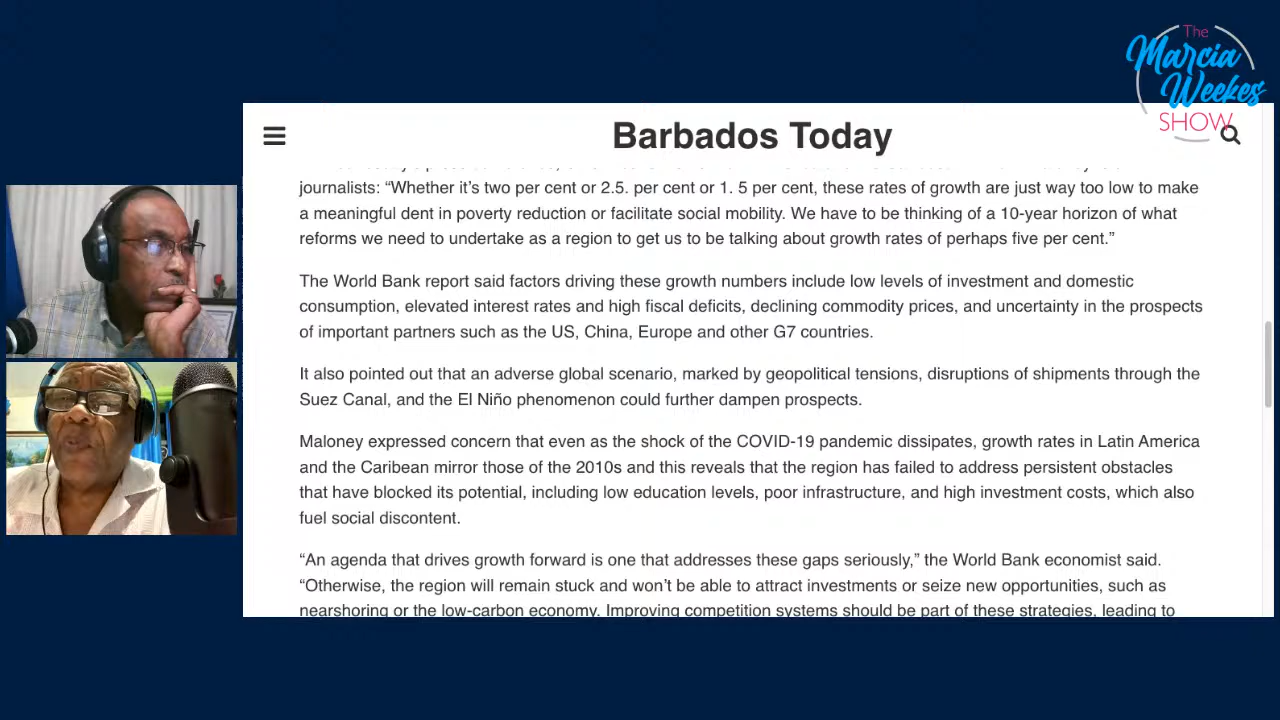 The
Marcia
Weekes
SHOW
Barbados Today
journalists: “Whether it’s two per cent or 2.5. per cent or 1. 5 per cent, these rates of growth are just way too low to make
a meaningful dent in poverty reduction or facilitate social mobility. We have to be thinking of a 10-year horizon of what
reforms we need to undertake as a region to get us to be talking about growth rates of perhaps five per cent.”
The World Bank report said factors driving these growth numbers include low levels of investment and domestic
consumption, elevated interest rates and high fiscal deficits, declining commodity prices, and uncertainty in the prospects
of important partners such as the US, China, Europe and other G7 countries.
It also pointed out that an adverse global scenario, marked by geopolitical tensions, disruptions of shipments through the
Suez Canal, and the El Niño phenomenon could further dampen prospects.
Maloney expressed concern that even as the shock of the COVID-19 pandemic dissipates, growth rates in Latin America
and the Caribean mirror those of the 2010s and this reveals that the region has failed to address persistent obstacles
that have blocked its potential, including low education levels, poor infrastructure, and high investment costs, which also
fuel social discontent.
“An agenda that drives growth forward is one that addresses these gaps seriously,” the World Bank economist said.
“Otherwise, the region will remain stuck and won’t be able to attract investments or seize new opportunities, such as
nearshoring or the low-carbon economy. Improving competition systems should be part of these strategies, leading to